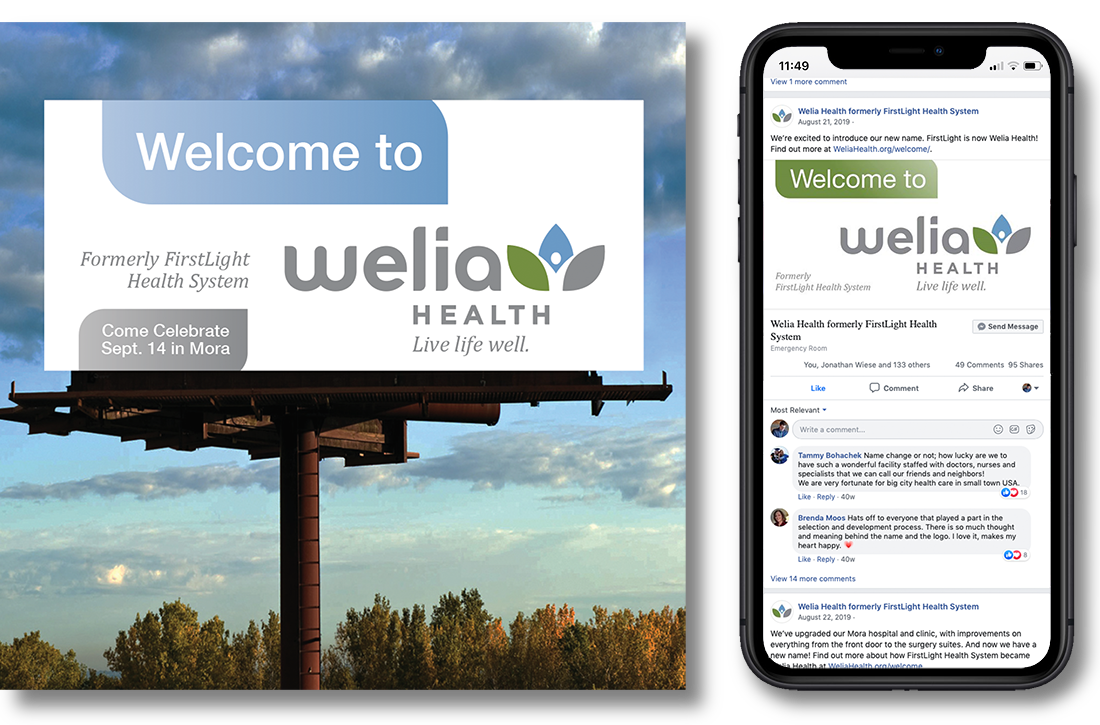 Welcome to
Formerly FirstLight
Health System
welia
HEALTH
Live life well.
Come Celebrate
Sept. 14 in Mora
11:49
View 1 more comment
Welia Health formerly FirstLight Health System
August 21, 2019 ·
We're excited to introduce our new name. FirstLight is now Welia Health!
Find out more at WeliaHealth.org/welcome/.
Welcome to
welia
HEALTH
Live life well.
Formerly
FirstLight Health System
Welia Health formerly FirstLight Health
System
Emergency Room
Send Message
You, Jonathan Wiese and 133 others
49 Comments 95 Shares
Like Comment Share
Most Relevant
Write a comment...
GIF
Tammy Bohachek Name change or not; how lucky are we to
have such a wonderful facility staffed with doctors, nurses and
specialists that we can call our friends and neighbors!
We are very fortunate for big city health care in small town USA.
18
Like · Reply · 40w
Brenda Moos Hats off to everyone that played a part in the
selection and development process. There is so much thought
and meaning behind the name and the logo. I love it, makes my
heart happy.
8
Like · Reply · 40w
View 14 more comments
Welia Health formerly FirstLight Health System
August 22, 2019 ·
We've upgraded our Mora hospital and clinic, with improvements on
everything from the front door to the surgery suites. And now we have a
new name! Find out more about how FirstLight Health System became
Health at WeliaHealth.org/welcome